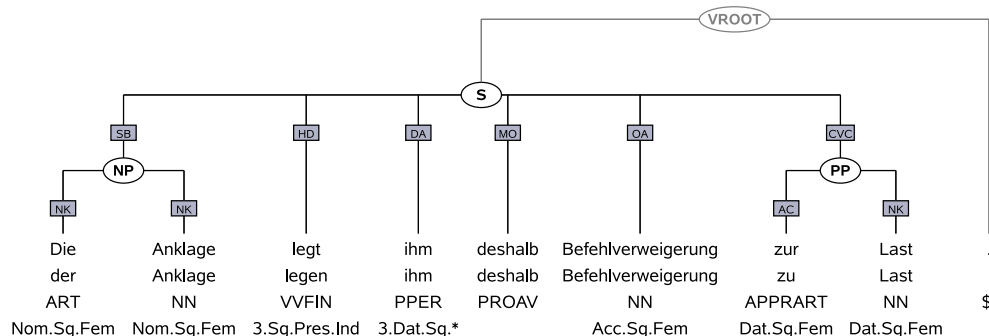 VROOT
S
SB HD DA MO OA CVC
NP PP
NK NK AC NK
Die Anklage legt ihm deshalb Befehlverweigerung zur Last .
der Anklage legen ihm deshalb Befehlverweigerung zu Last
ART NN VVFIN PPER PROAV NN APPRART NN $
Nom.Sg.Fem Nom.Sg.Fem 3.Sg.Pres.Ind 3.Dat.Sg.* Acc.Sg.Fem Dat.Sg.Fem Dat.Sg.Fem